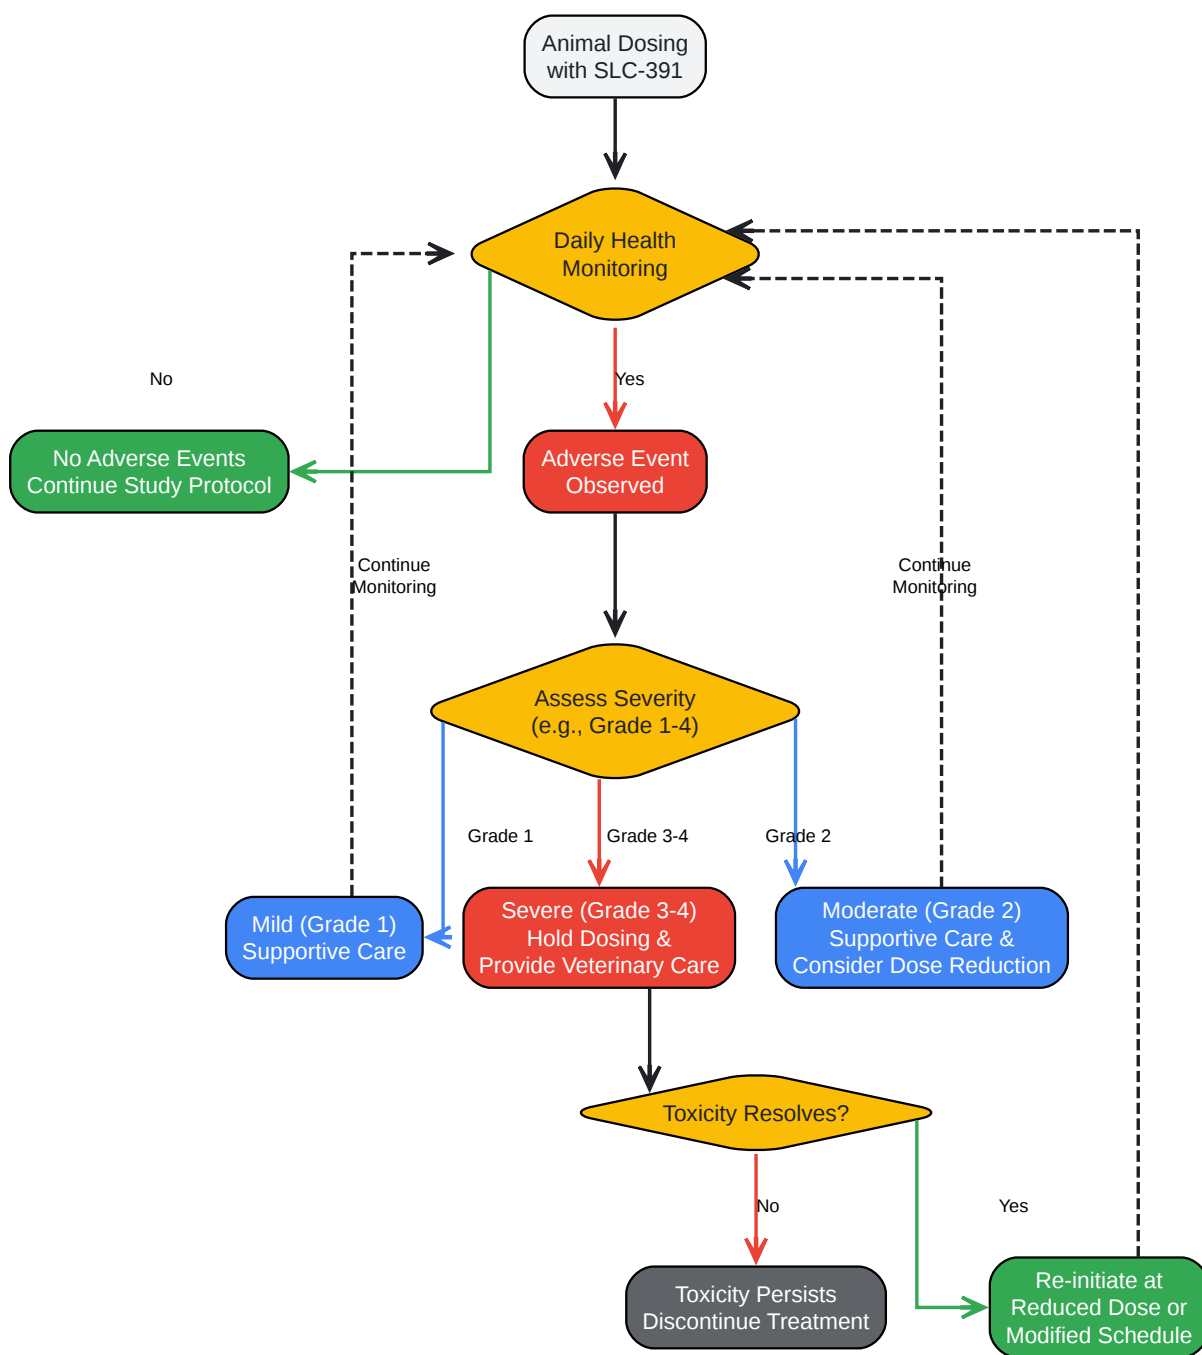 Animal Dosing
with SLC-391
Daily Health
Monitoring
No
Yes
No Adverse Events
Continue Study Protocol
Adverse Event
Observed
Continue
Monitoring
Continue
Monitoring
Assess Severity
(e.g., Grade 1-4)
Grade 1
Grade 3-4
Grade 2
Mild (Grade 1)
Supportive Care
Severe (Grade 3-4)
Hold Dosing &
Provide Veterinary Care
Moderate (Grade 2)
Supportive Care &
Consider Dose Reduction
Toxicity Resolves?
No
Yes
Toxicity Persists
Discontinue Treatment
Re-initiate at
Reduced Dose or
Modified Schedule